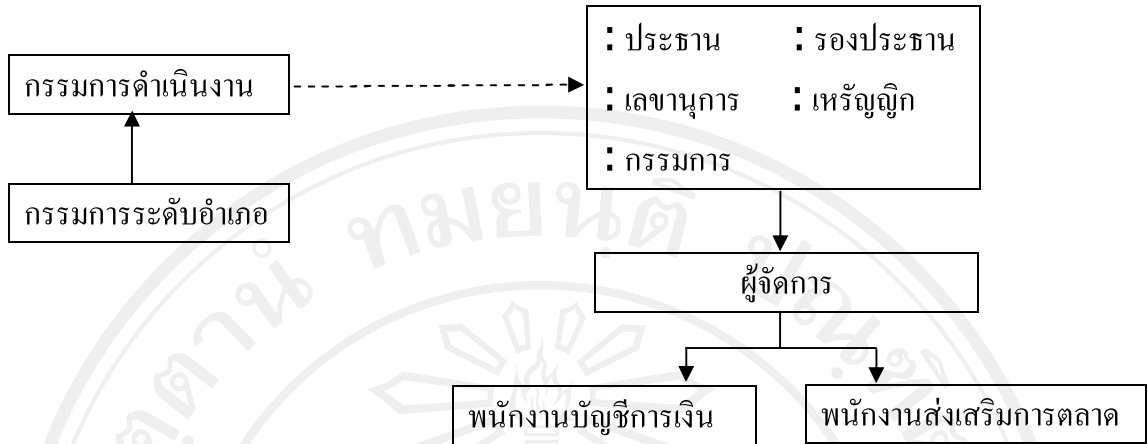 : ประธาน : รองประธาน
กรรมการดำเนินงาน
: เลขานุการ : เหรัญญิก
: กรรมการ
กรรมการระดับอำเภอ
ผู้จัดการ
พนักงานบัญชีการเงิน
พนักงานส่งเสริมการตลาด